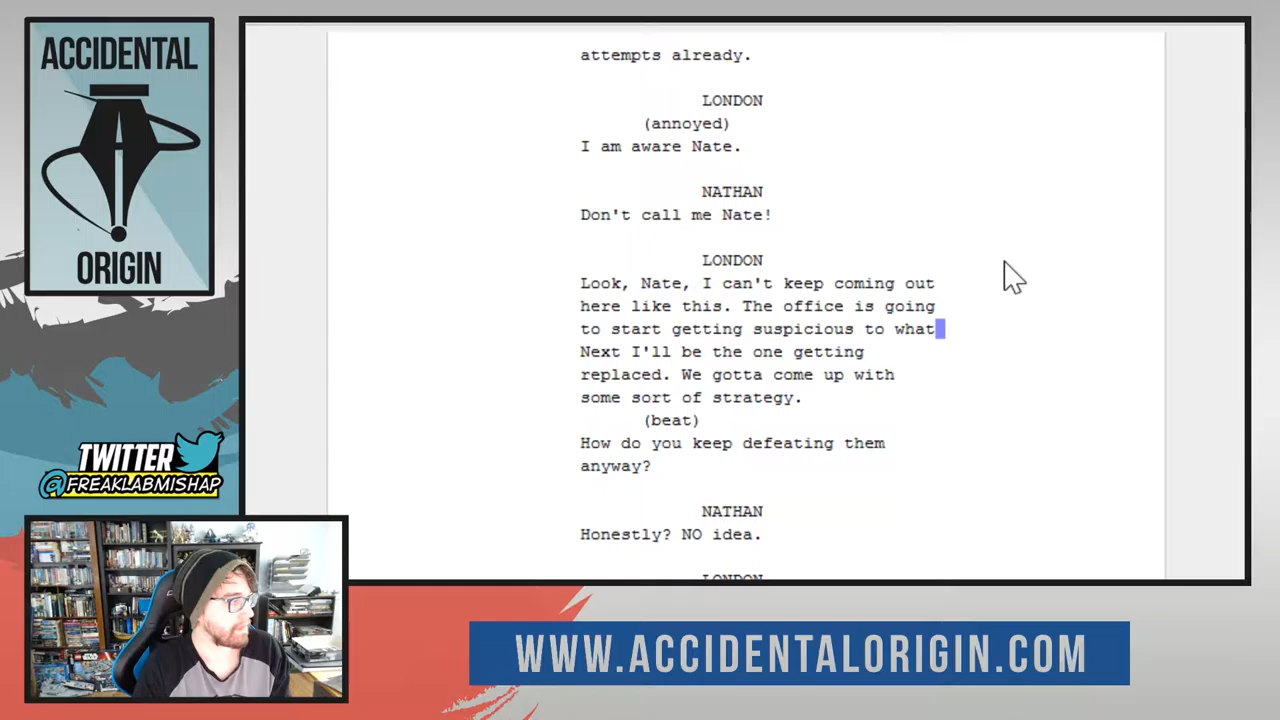 ACCIDENTAL
ORIGIN
attempts already.
LONDON
(annoyed)
I am aware Nate.
NATHAN
Don't call me Nate!
LONDON
Look, Nate, I can't keep coming out
here like this. The office is going
to start getting suspicious to what
Next I'll be the one getting
replaced. We gotta come up with
some sort of strategy.
(beat)
How do you keep defeating them
anyway?
NATHAN
Honestly? NO idea.
LONDON
TWITTER
@FREAKLABMISHAP
WWW.ACCIDENTALORIGIN.COM